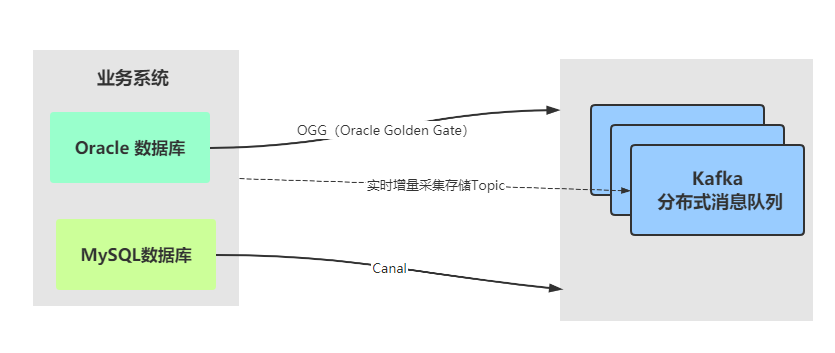 业务系统
Oracle 数据库
OGG（Oracle Golden Gate）
实时增量采集存储Topic
MySQL数据库
Canal
Kafka
分布式消息队列